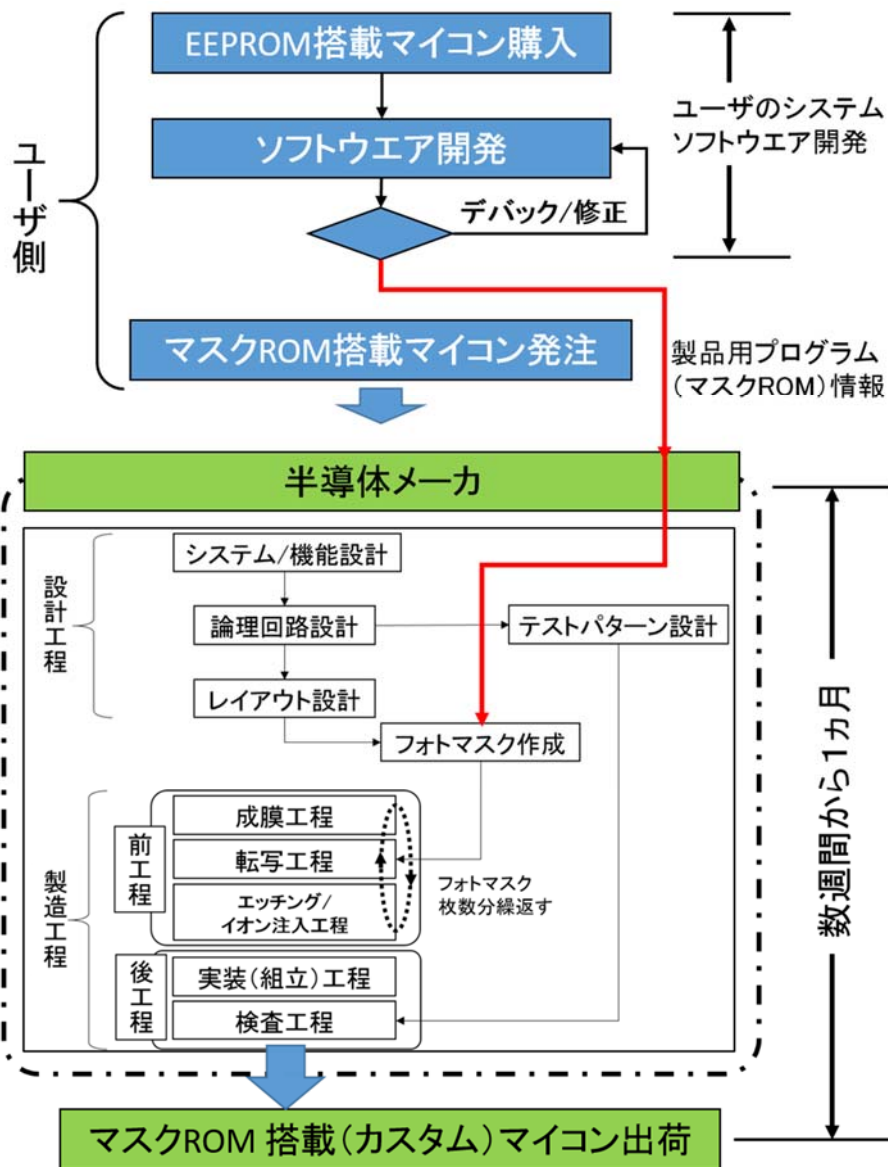 EEPROM搭載マイコン購入
ソフトウエア開発
デバック/修正
ユーザ側
ユーザのシステム
ソフトウエア開発
マスクROM搭載マイコン発注
製品用プログラム
(マスクROM)情報
半導体メーカ
設計工程
システム/機能設計
論理回路設計
テストパターン設計
レイアウト設計
フォトマスク作成
製造工程
前工程
成膜工程
転写工程
エッチング/
イオン注入工程
フォトマスク
枚数分繰返す
後工程
実装(組立)工程
検査工程
数週間から1ヵ月
マスクROM 搭載(カスタム)マイコン出荷